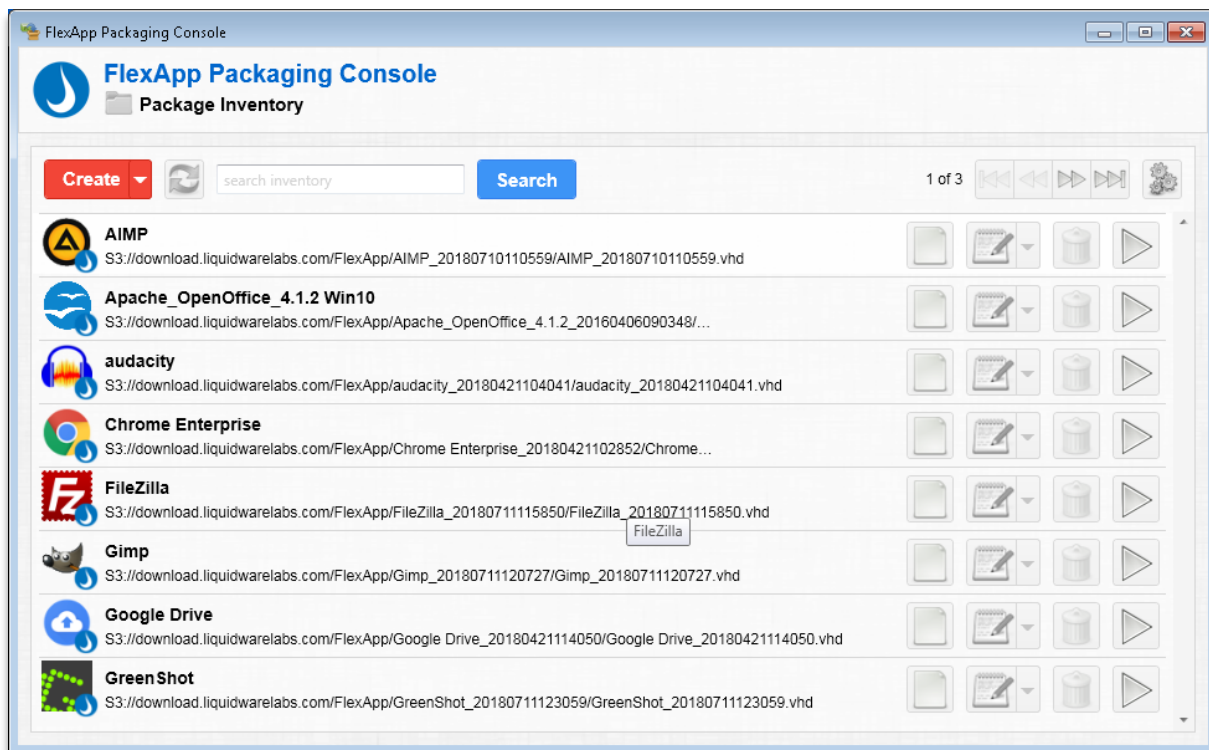 FlexApp Packaging Console
FlexApp Packaging Console
Package Inventory
Create
search inventory
Search
1 of 3
AIMP
S3://download.liquidwarelabs.com/FlexApp/AIMP_20180710110559/AIMP_20180710110559.vhd
Apache_OpenOffice_4.1.2 Win10
S3://download.liquidwarelabs.com/FlexApp/Apache_OpenOffice_4.1.2_20160406090348/...
audacity
S3://download.liquidwarelabs.com/FlexApp/audacity_20180421104041/audacity_20180421104041.vhd
Chrome Enterprise
S3://download.liquidwarelabs.com/FlexApp/Chrome Enterprise_20180421102852/Chrome...
Fz
FileZilla
S3://download.liquidwarelabs.com/FlexApp/FileZilla_20180711115850/FileZilla_20180711115850.vhd
FileZilla
Gimp
S3://download.liquidwarelabs.com/FlexApp/Gimp_20180711120727/Gimp_20180711120727.vhd
Google Drive
S3://download.liquidwarelabs.com/FlexApp/Google Drive_20180421114050/Google Drive_20180421114050.vhd
GreenShot
S3://download.liquidwarelabs.com/FlexApp/GreenShot_20180711123059/GreenShot_20180711123059.vhd